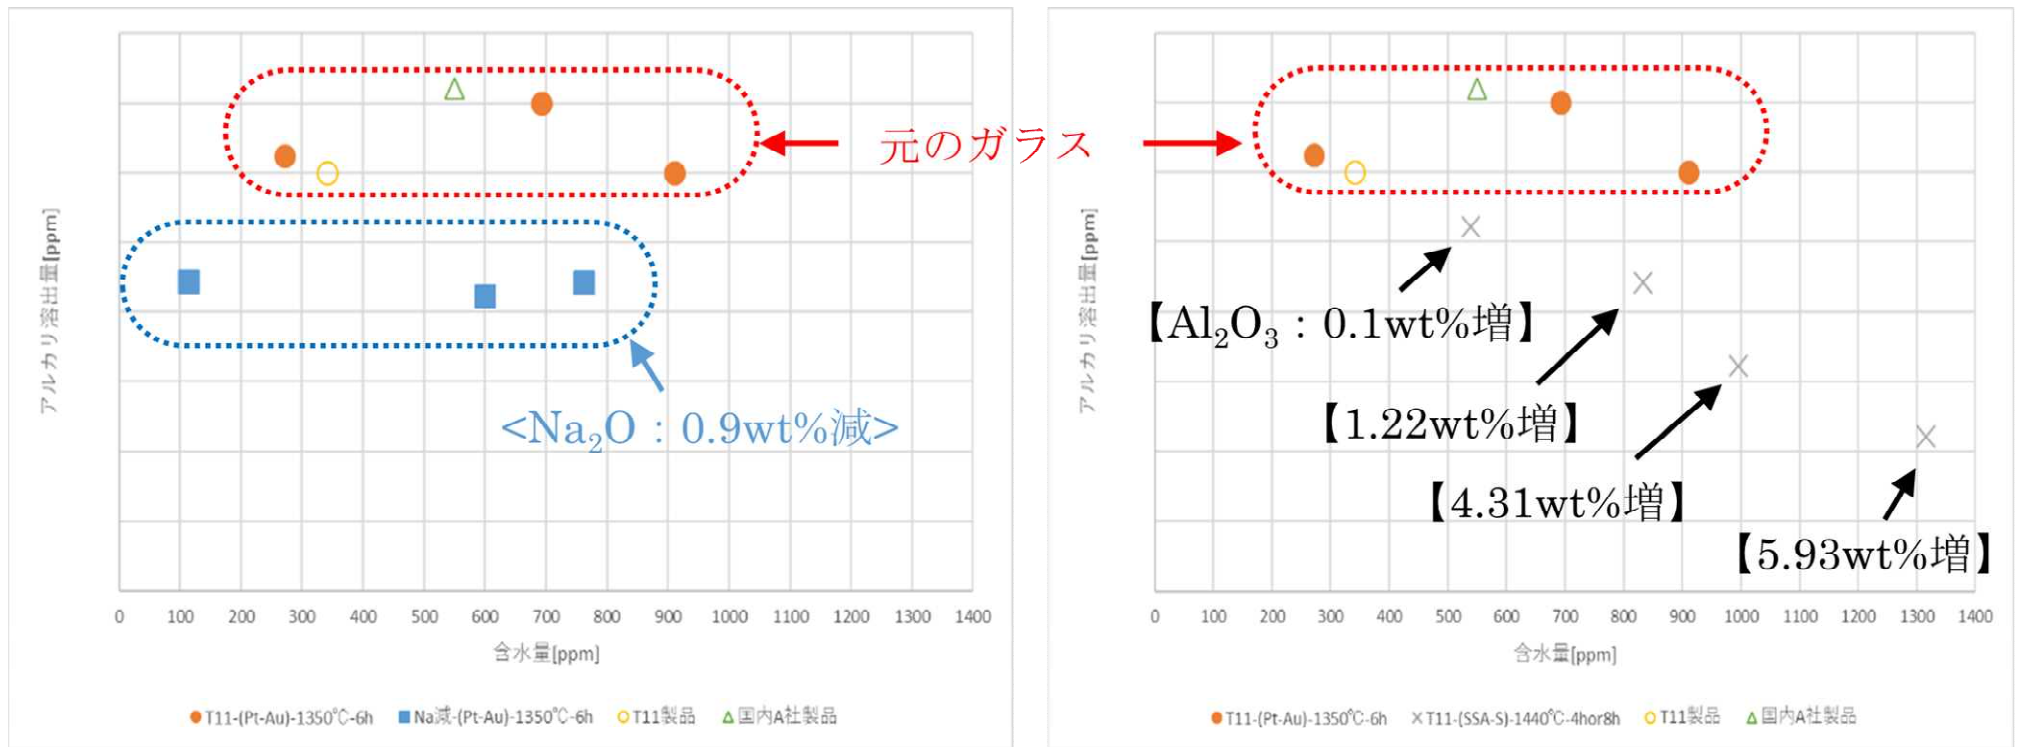 元のガラス
アルカリ溶出量[ppm]
<Na₂O：0.9wt%減>
0 100 200 300 400 500 600 700 800 900 1000 1100 1200 1300 1400
含水量[ppm]
T11-(Pt-Au)-1350℃-6h Na減-(Pt-Au)-1350℃-6h T11製品 国内A社製品
アルカリ溶出量[ppm]
【Al₂O₃：0.1wt%増】
【1.22wt%増】
【4.31wt%増】
【5.93wt%増】
0 100 200 300 400 500 600 700 800 900 1000 1100 1200 1300 1400
含水量[ppm]
T11-(Pt-Au)-1350℃-6h T11-(SSA-S)-1440℃-4hor8h T11製品 国内A社製品